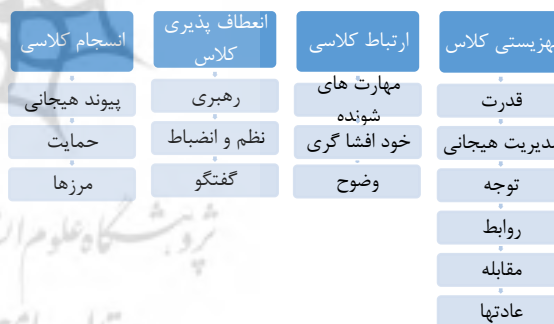 بهزیستی کلاس
قدرت
مدیریت هیجانی
توجه
روابط
مقابله
عادتها
ارتباط کلاسی
مهارت های
شونده
خود افشا گری
وضوح
انعطاف پذیری
کلاس
رهبری
نظم و انضباط
گفتگو
انسجام کلاسی
پیوند هیجانی
حمایت
مرزها